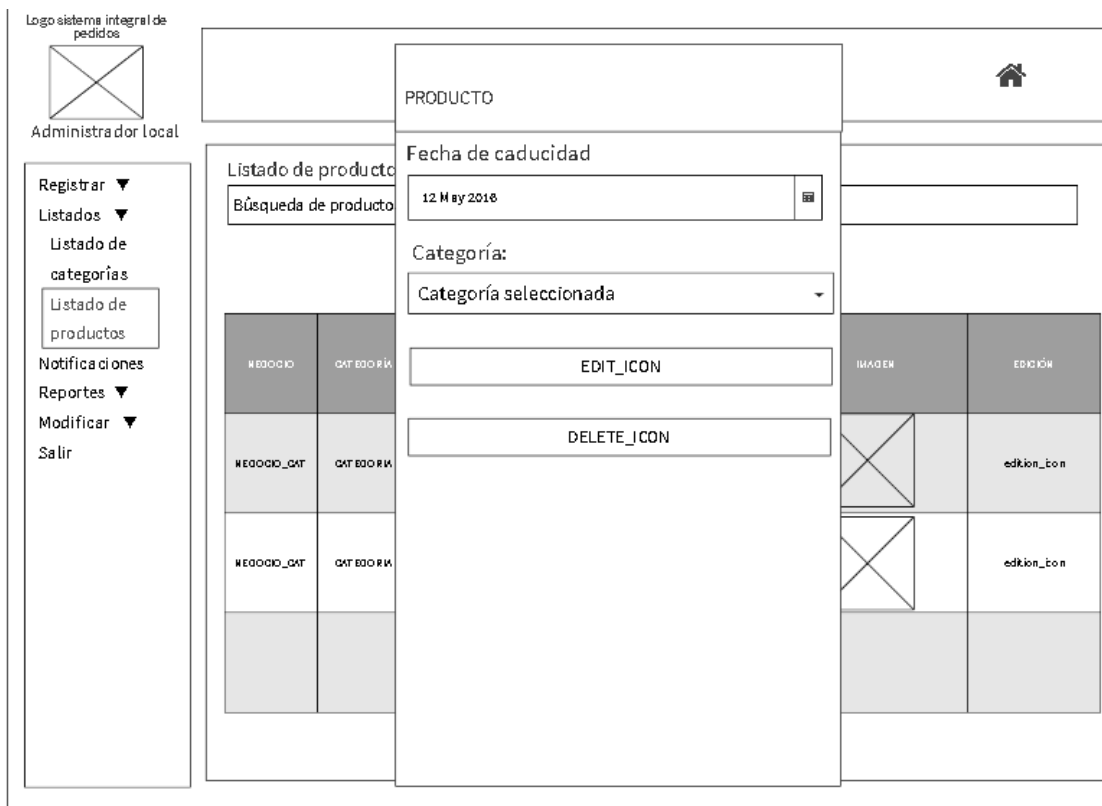 Logo sistema integral de
pedidos
Administrador local
Registrar
Listados
Listado de
categorías
Listado de
productos
Notificaciones
Reportes
Modificar
Salir
PRODUCTO
Fecha de caducidad
12 May 2016
Categoría:
Categoría seleccionada
EDIT_ICON
DELETE_ICON
Listado de producto
Búsqueda de producto
NEGOCIO CATEGORÍA IMAGEN EDICIÓN
NEGOCIO_CAT CATEGORIA edition_icon
NEGOCIO_CAT CATEGORIA edition_icon